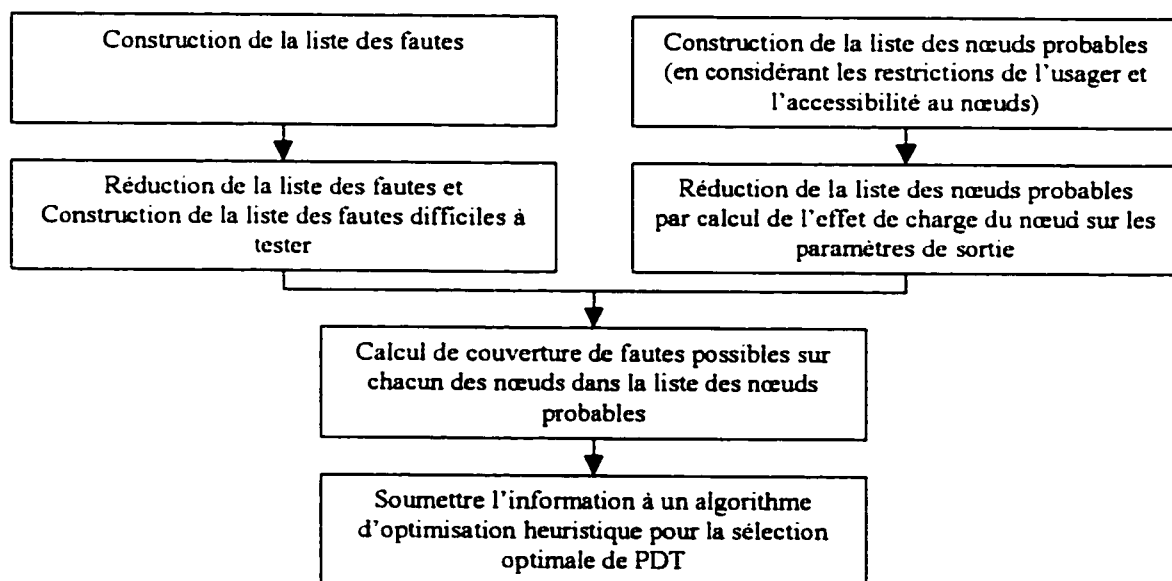 Construction de la liste des fautes
Construction de la liste des nœuds probables
(en considérant les restrictions de l'usager et
l'accessibilité au nœuds)
Réduction de la liste des fautes et
Construction de la liste des fautes difficiles à
tester
Réduction de la liste des nœuds probables
par calcul de l'effet de charge du nœud sur les
paramètres de sortie
Calcul de couverture de fautes possibles sur
chacun des nœuds dans la liste des nœuds
probables
Soumettre l'information à un algorithme
d'optimisation heuristique pour la sélection
optimale de PDT